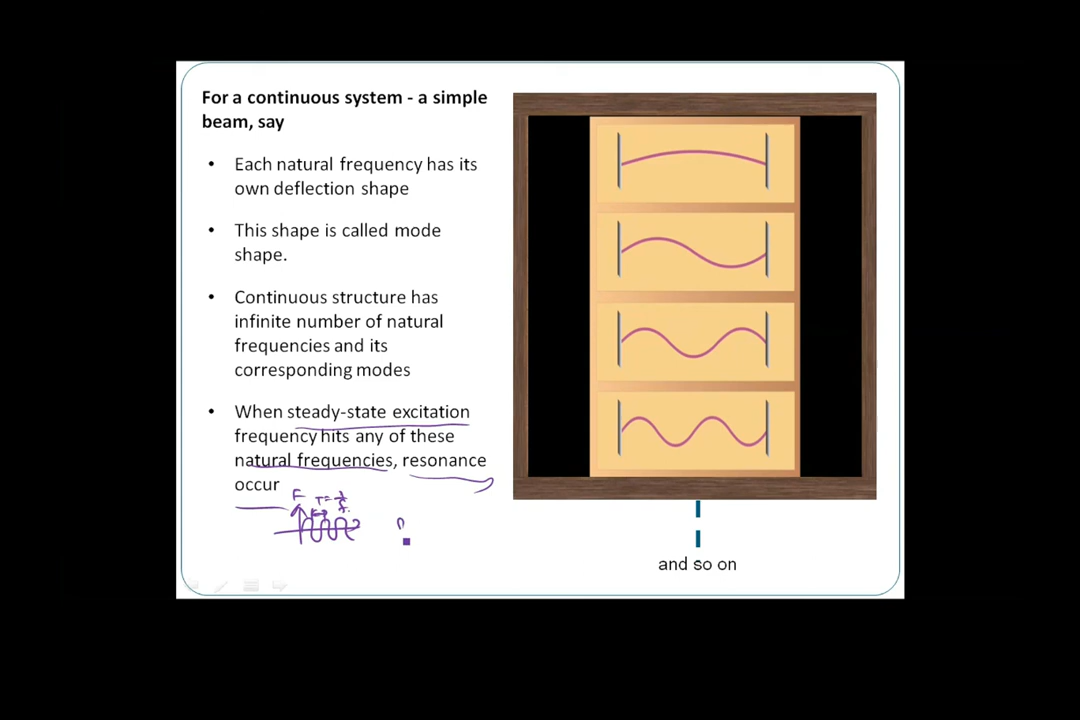 For a continuous system - a simple
beam, say
• Each natural frequency has its
own deflection shape
• This shape is called mode
shape.
• Continuous structure has
infinite number of natural
frequencies and its
corresponding modes
• When steady-state excitation
frequency hits any of these
natural frequencies, resonance
occur
F
and so on